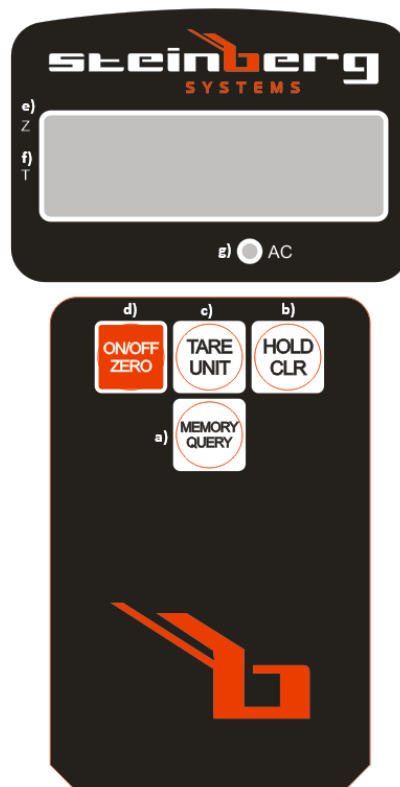 steinberg
SYSTEMS
e)
Z
f)
T
g) AC
d) c) b)
ON/OFF
ZERO
TARE
UNIT
HOLD
CLR
a) MEMORY
QUERY